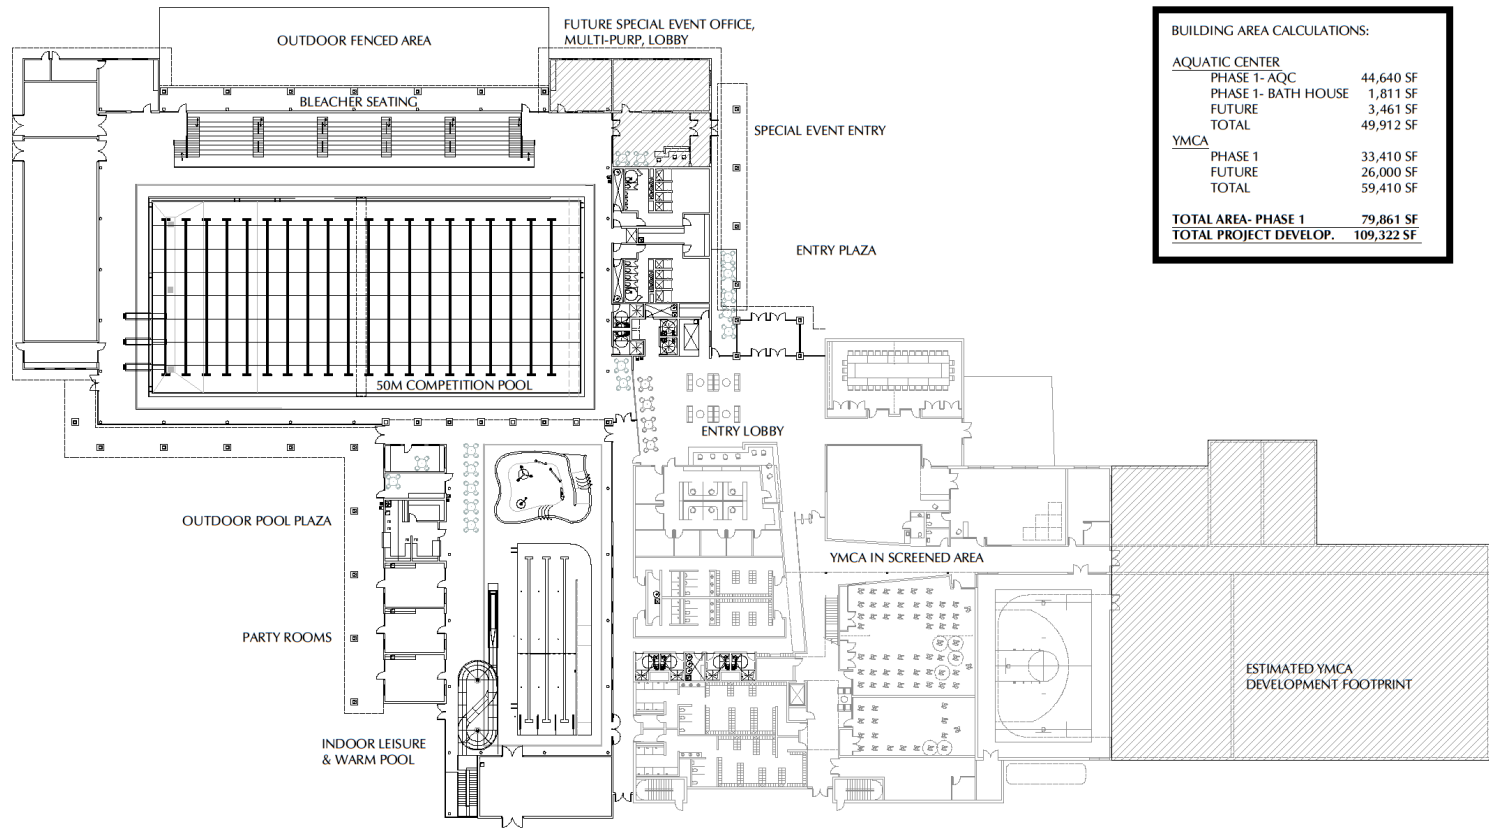 OUTDOOR FENCED AREA
FUTURE SPECIAL EVENT OFFICE,
MULTI-PURP, LOBBY
BLEACHER SEATING
SPECIAL EVENT ENTRY
ENTRY PLAZA
50M COMPETITION POOL
ENTRY LOBBY
OUTDOOR POOL PLAZA
YMCA IN SCREENED AREA
PARTY ROOMS
ESTIMATED YMCA
DEVELOPMENT FOOTPRINT
INDOOR LEISURE
& WARM POOL
BUILDING AREA CALCULATIONS:
AQUATIC CENTER
PHASE 1- AQC 44,640 SF
PHASE 1- BATH HOUSE 1,811 SF
FUTURE 3,461 SF
TOTAL 49,912 SF
YMCA
PHASE 1 33,410 SF
FUTURE 26,000 SF
TOTAL 59,410 SF
TOTAL AREA- PHASE 1 79,861 SF
TOTAL PROJECT DEVELOP. 109,322 SF